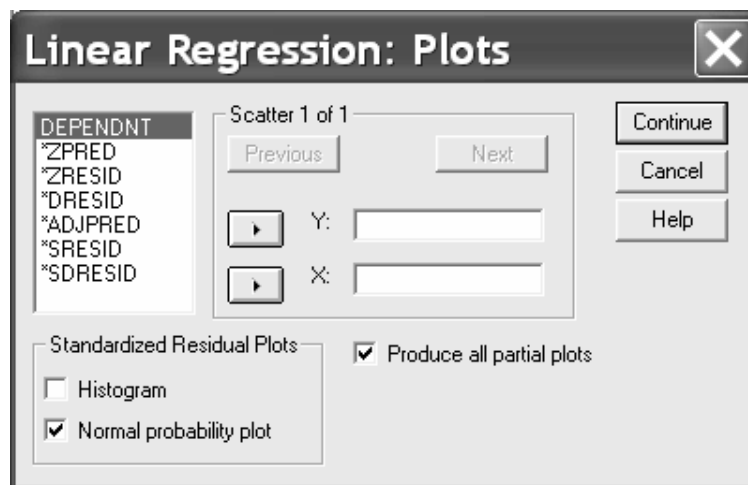 Linear Regression: Plots
DEPENDNT
*ZPRED
*ZRESID
*DRESID
*ADJPRED
*SRESID
*SDRESID
Scatter 1 of 1
Previous
Next
Y:
X:
Continue
Cancel
Help
Standardized Residual Plots
Histogram
Normal probability plot
Produce all partial plots